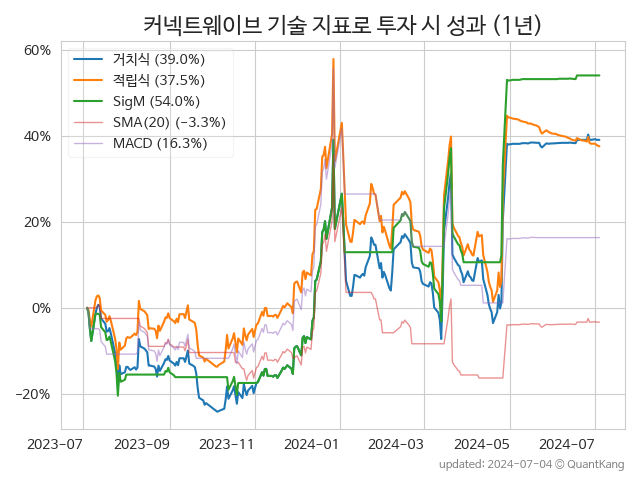 커넥트웨이브 기술 지표로 투자 시 성과 (1년)
60%
40%
20%
0%
−20%
거치식 (39.0%)
적립식 (37.5%)
SigM (54.0%)
SMA(20) (−3.3%)
MACD (16.3%)
2023-07 2023-09 2023-11 2024-01 2024-03 2024-05 2024-07
updated: 2024-07-04 © QuantKang